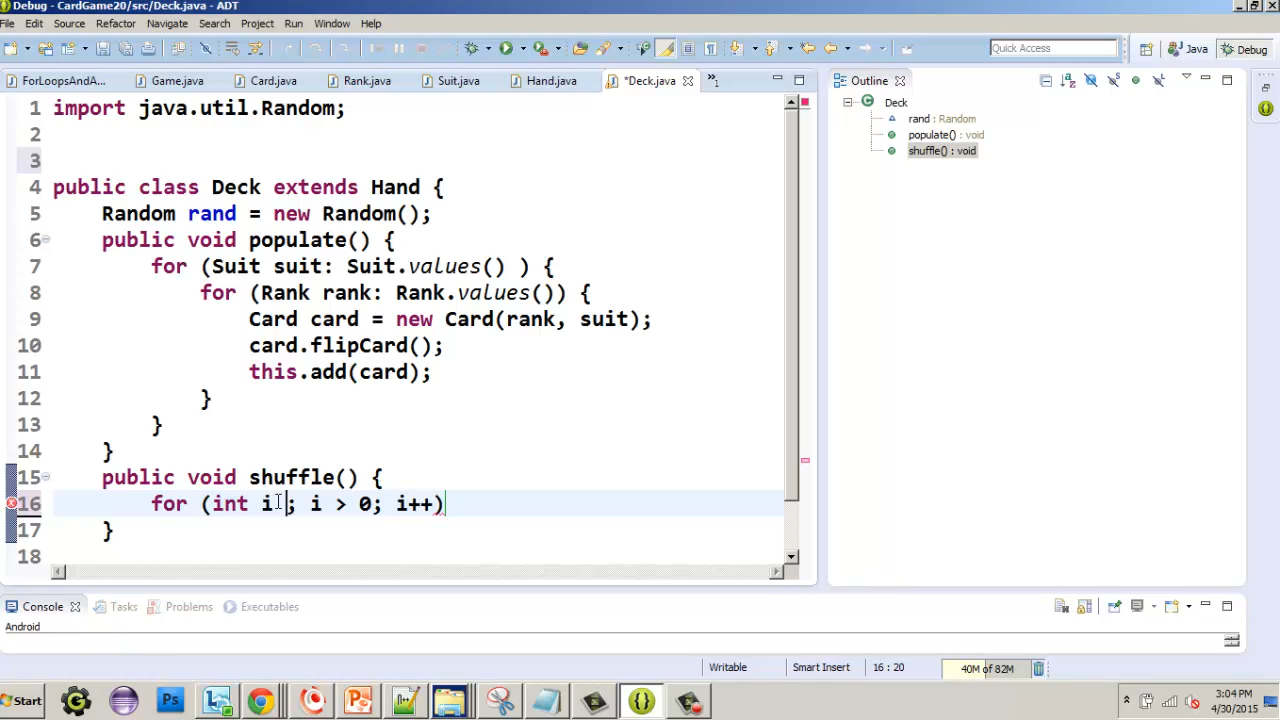 Debug - CardGame20/src/Deck.java - ADT
File Edit Source Refactor Navigate Search Project Run Window Help
Quick Access Java Debug
ForLoopsAndA... Game.java Card.java Rank.java Suit.java Hand.java *Deck.java »1
1 import java.util.Random;
2
3
4 public class Deck extends Hand {
5 Random rand = new Random();
6 public void populate() {
7 for (Suit suit: Suit.values() ) {
8 for (Rank rank: Rank.values()) {
9 Card card = new Card(rank, suit);
10 card.flipCard();
11 this.add(card);
12 }
13 }
14 }
15 public void shuffle() {
16 for (int i ; i > 0; i++)
17 }
18
Outline
Deck
rand : Random
populate() : void
shuffle() : void
Console Tasks Problems Executables
Android
Writable Smart Insert 16 : 20 40M of 82M
Start Ps 3:04 PM
4/30/2015